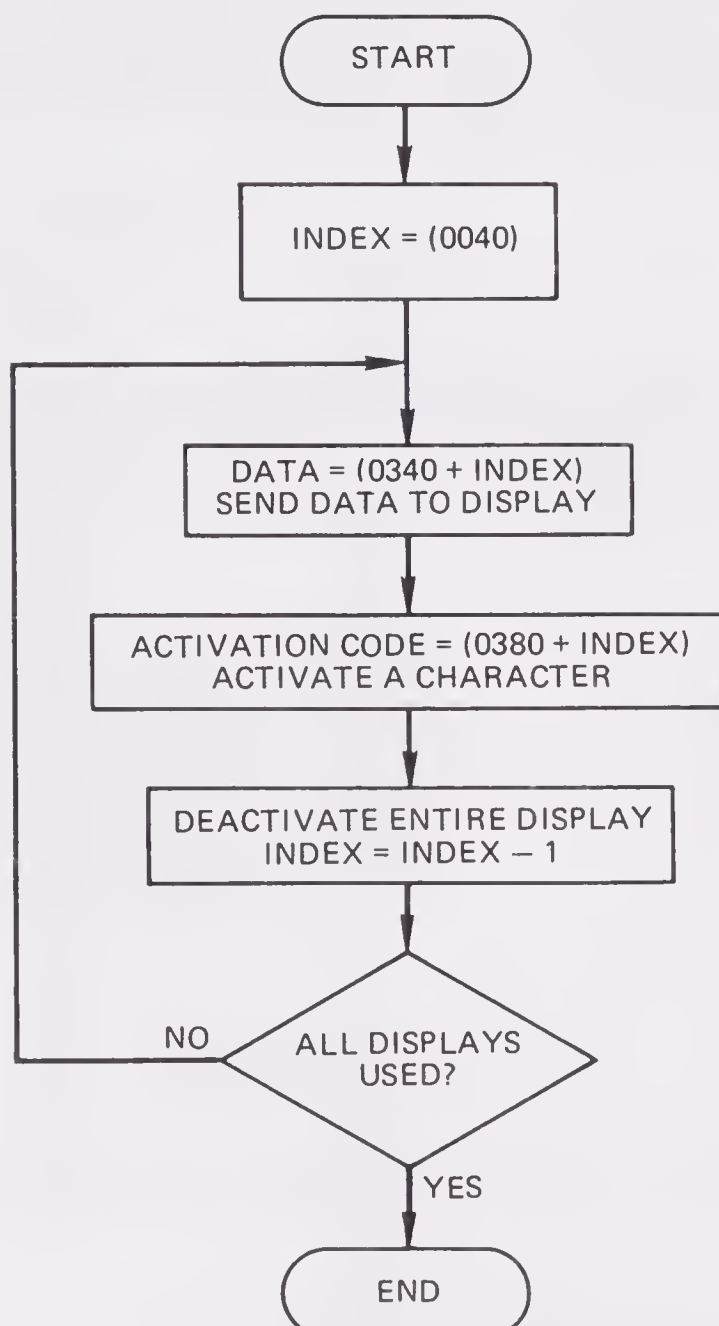 START
INDEX = (0040)
DATA = (0340 + INDEX)
SEND DATA TO DISPLAY
ACTIVATION CODE = (0380 + INDEX)
ACTIVATE A CHARACTER
DEACTIVATE ENTIRE DISPLAY
INDEX = INDEX – 1
ALL DISPLAYS
USED?
NO
YES
END